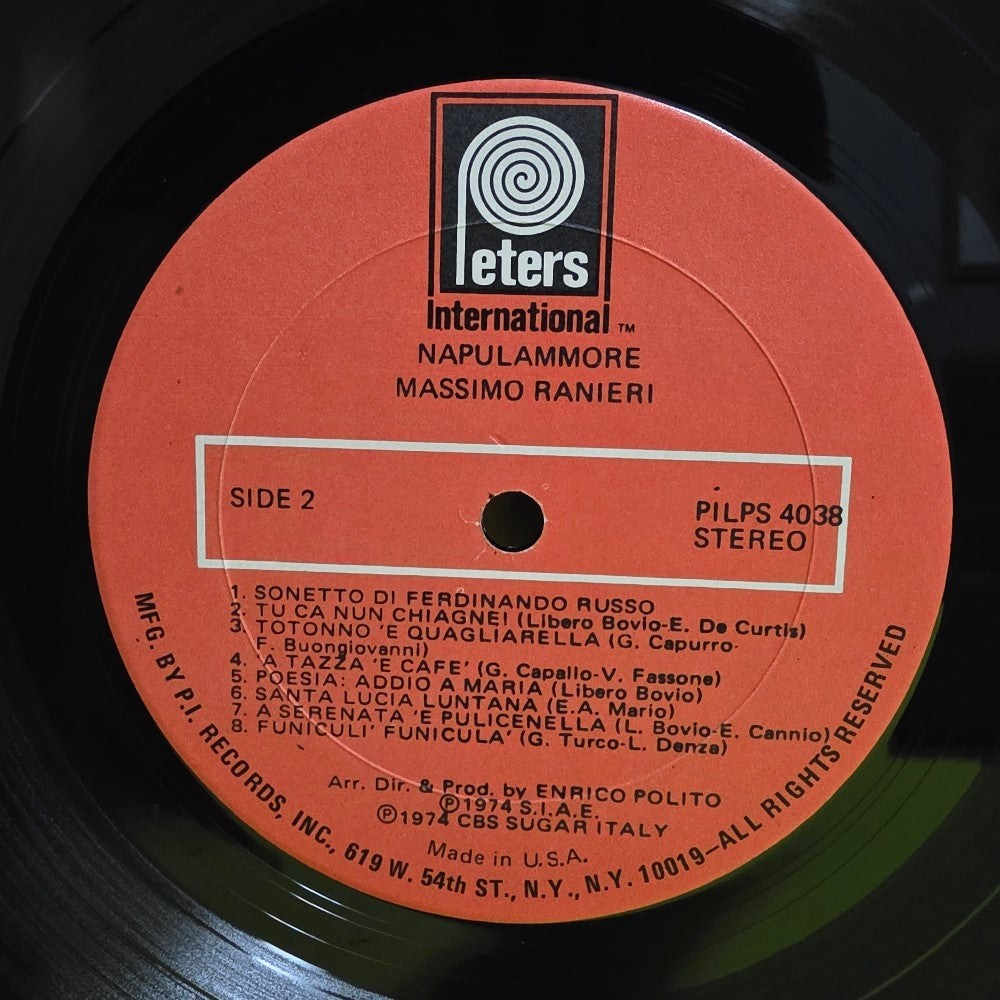 Peters
International ™
NAPULAMMORE
MASSIMO RANIERI
SIDE 2
PILPS 4038
STEREO
1. SONETTO DI FERDINANDO RUSSO
2. TU CA NUN CHIAGNE! (Libero Bovio-E. De Curtis)
3. TOTONNO 'E QUAGLIARELLA (G. Capurro-
F. Buongiovanni)
4. 'A TAZZA 'E CAFE' (G. Capallo-V. Fassone)
5. POESIA: ADDIO A MARIA (Libero Bovio)
6. SANTA LUCIA LUNTANA (E.A. Mario)
7. A SERENATA 'E PULICENELLA (L. Bovio-E. Cannio)
8. FUNICULI' FUNICULA' (G. Turco-L. Denza)
Arr. Dir. & Prod. by ENRICO POLITO
℗1974 S.I.A.E.
℗1974 CBS SUGAR ITALY
Made in U.S.A.
MFG. BY P.I. RECORDS, INC., 619 W. 54th ST., N.Y., N.Y. 10019–ALL RIGHTS RESERVED